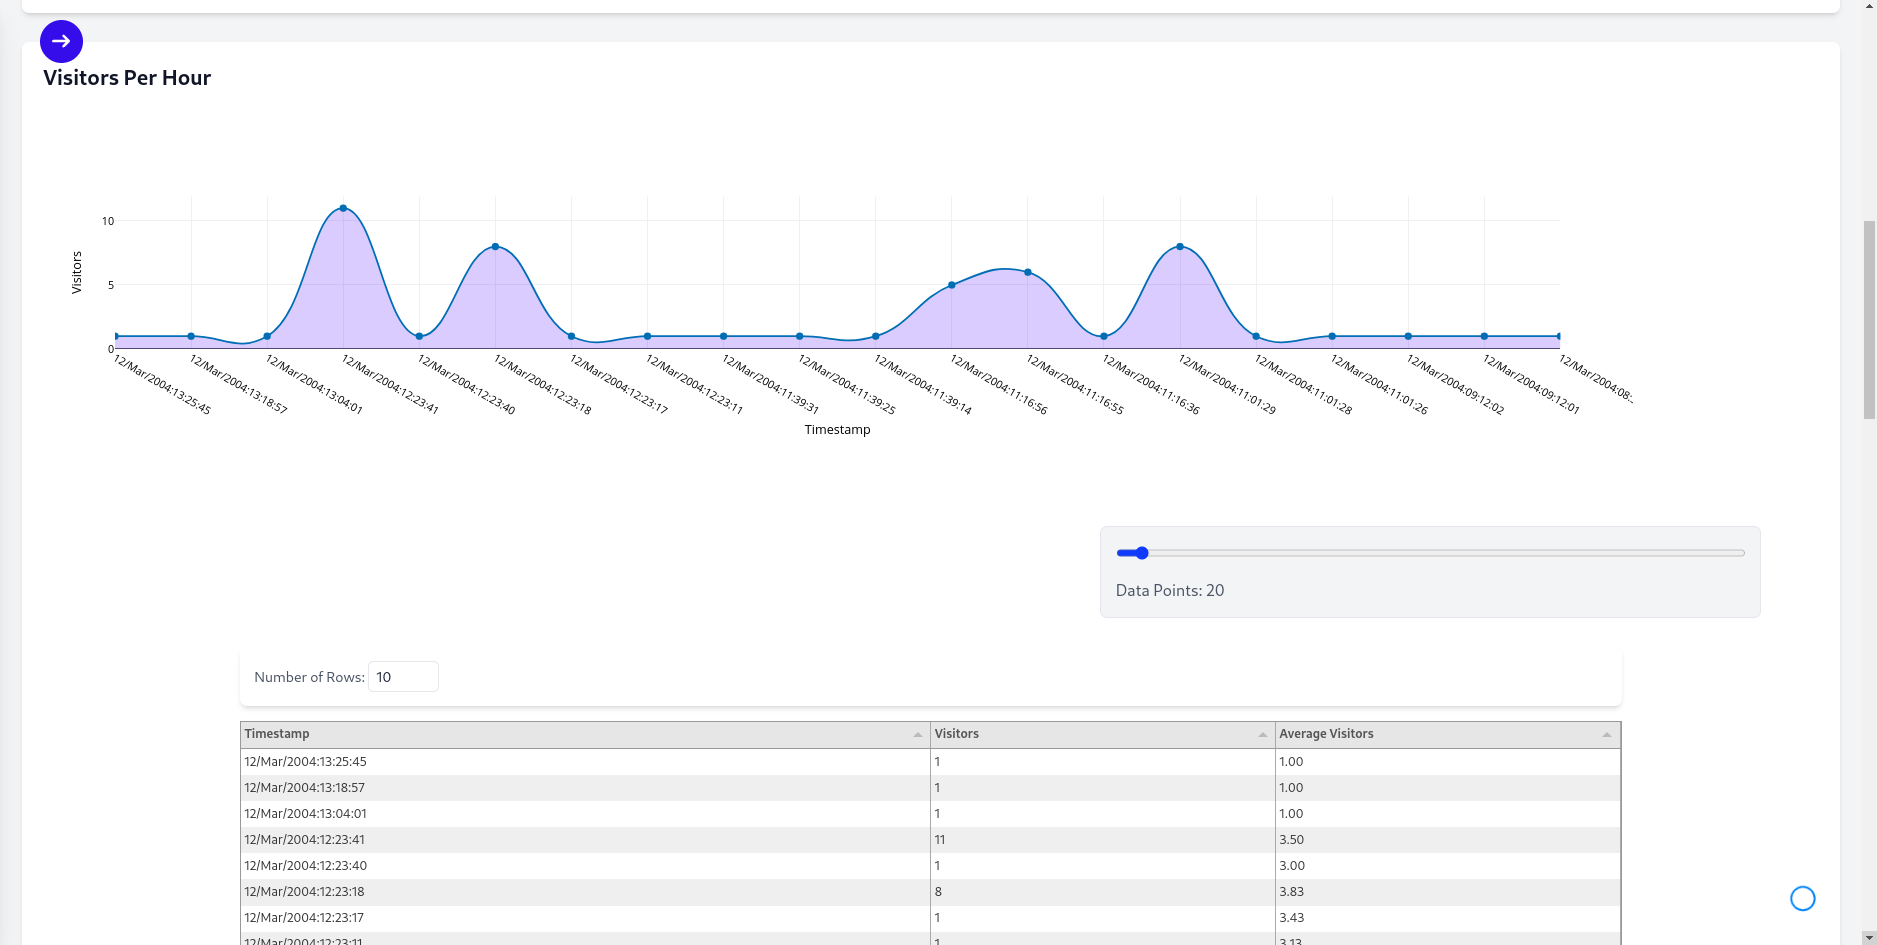 Visitors Per Hour
10
5
0
Visitors
12/Mar/2004:13:25:45
12/Mar/2004:13:18:57
12/Mar/2004:13:04:01
12/Mar/2004:12:23:41
12/Mar/2004:12:23:40
12/Mar/2004:12:23:18
12/Mar/2004:12:23:17
12/Mar/2004:12:23:11
12/Mar/2004:11:39:31
12/Mar/2004:11:39:25
12/Mar/2004:11:39:14
12/Mar/2004:11:16:56
12/Mar/2004:11:16:55
12/Mar/2004:11:16:36
12/Mar/2004:11:01:29
12/Mar/2004:11:01:28
12/Mar/2004:11:01:26
12/Mar/2004:09:12:02
12/Mar/2004:09:12:01
12/Mar/2004:08:..
Timestamp
Data Points: 20
Number of Rows: 10
Timestamp Visitors Average Visitors
12/Mar/2004:13:25:45 1 1.00
12/Mar/2004:13:18:57 1 1.00
12/Mar/2004:13:04:01 1 1.00
12/Mar/2004:12:23:41 11 3.50
12/Mar/2004:12:23:40 1 3.00
12/Mar/2004:12:23:18 8 3.83
12/Mar/2004:12:23:17 1 3.43
12/Mar/2004:12:23:11 1 3.13